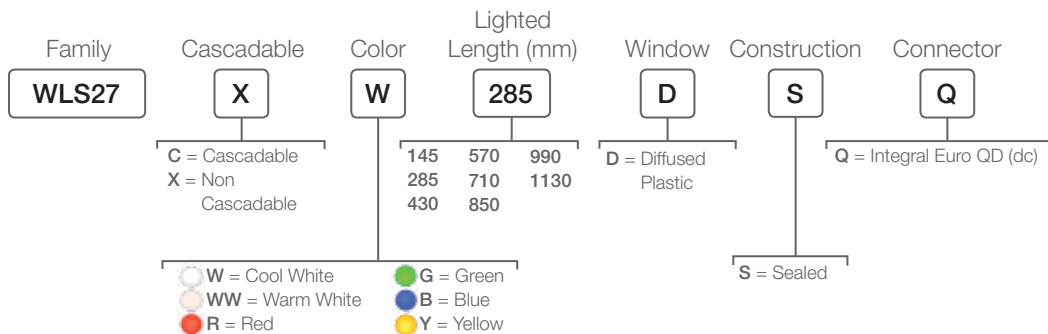 Family
Cascadable
Color
Lighted
Length (mm)
Window
Construction
Connector
WLS27
X
W
285
D
S
Q
C = Cascadable
X = Non
Cascadable
145 570 990
285 710 1130
430 850
D = Diffused
Plastic
Q = Integral Euro QD (dc)
S = Sealed
W = Cool White
WW = Warm White
R = Red
G = Green
B = Blue
Y = Yellow